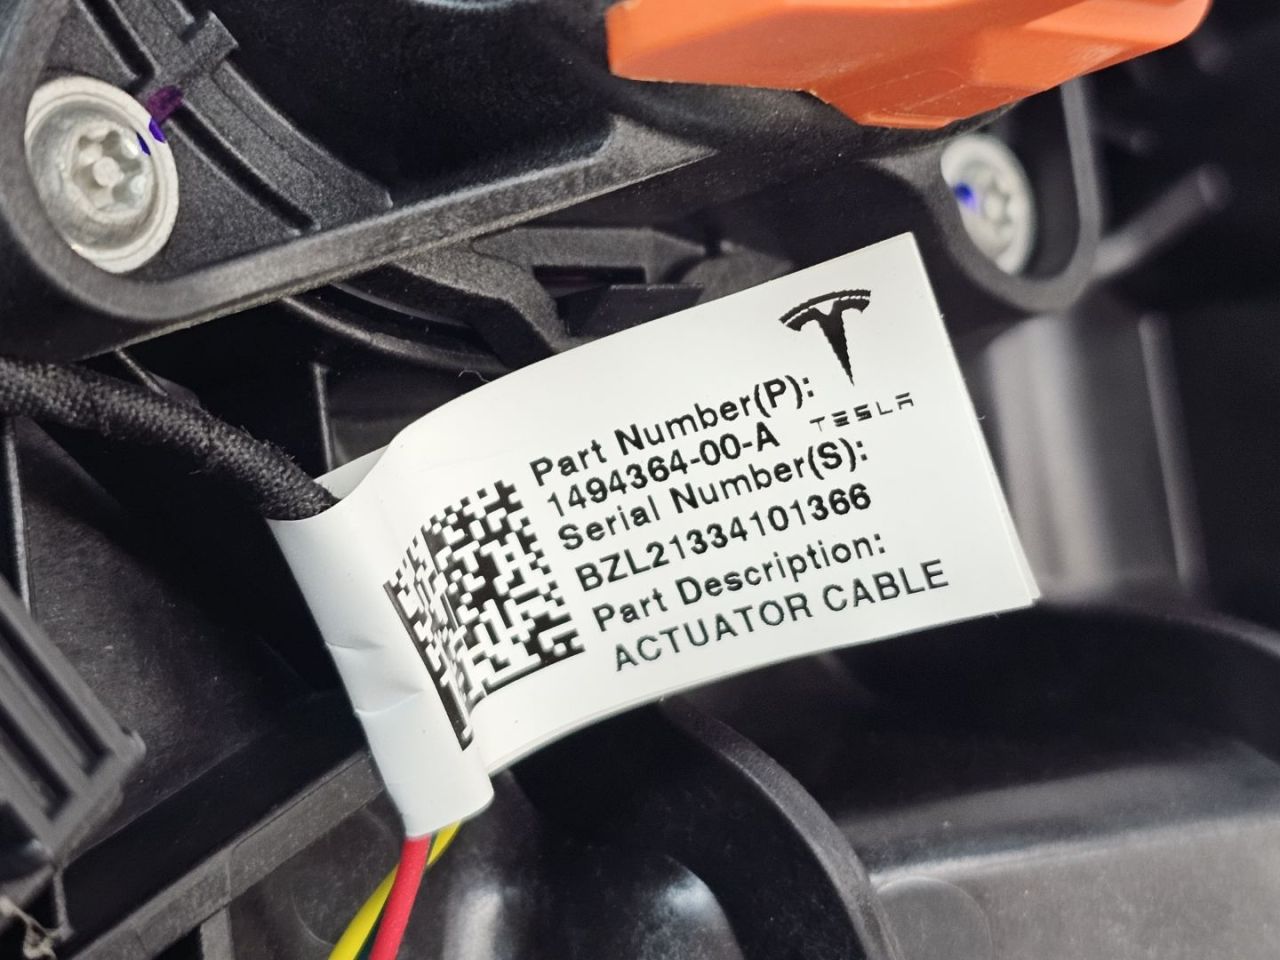 Part Number(P):
TESLA
1494364-00-A
Serial Number(S):
BZL21334101366
Part Description:
ACTUATOR CABLE